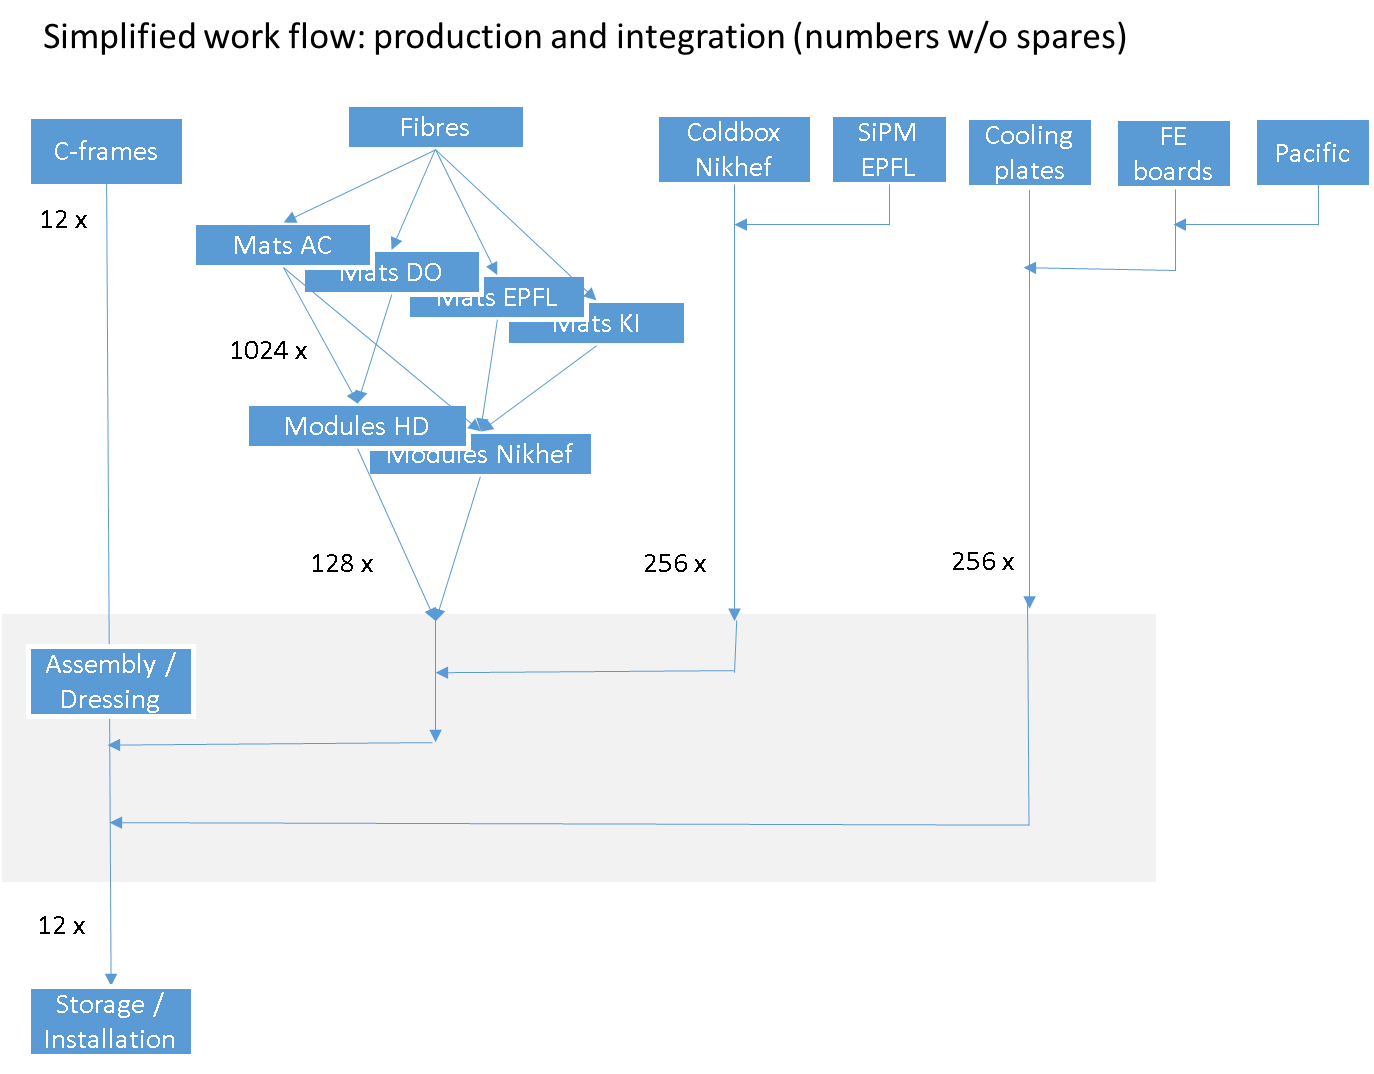 Simplified work flow: production and integration (numbers w/o spares)
C-frames
Fibres
Coldbox
Nikhef
SiPM
EPFL
Cooling
plates
FE
boards
Pacific
12 x
Mats AC
Mats DO
Mats EPFL
Mats KI
1024 x
Modules HD
Modules Nikhef
128 x
256 x
256 x
Assembly /
Dressing
12 x
Storage /
Installation